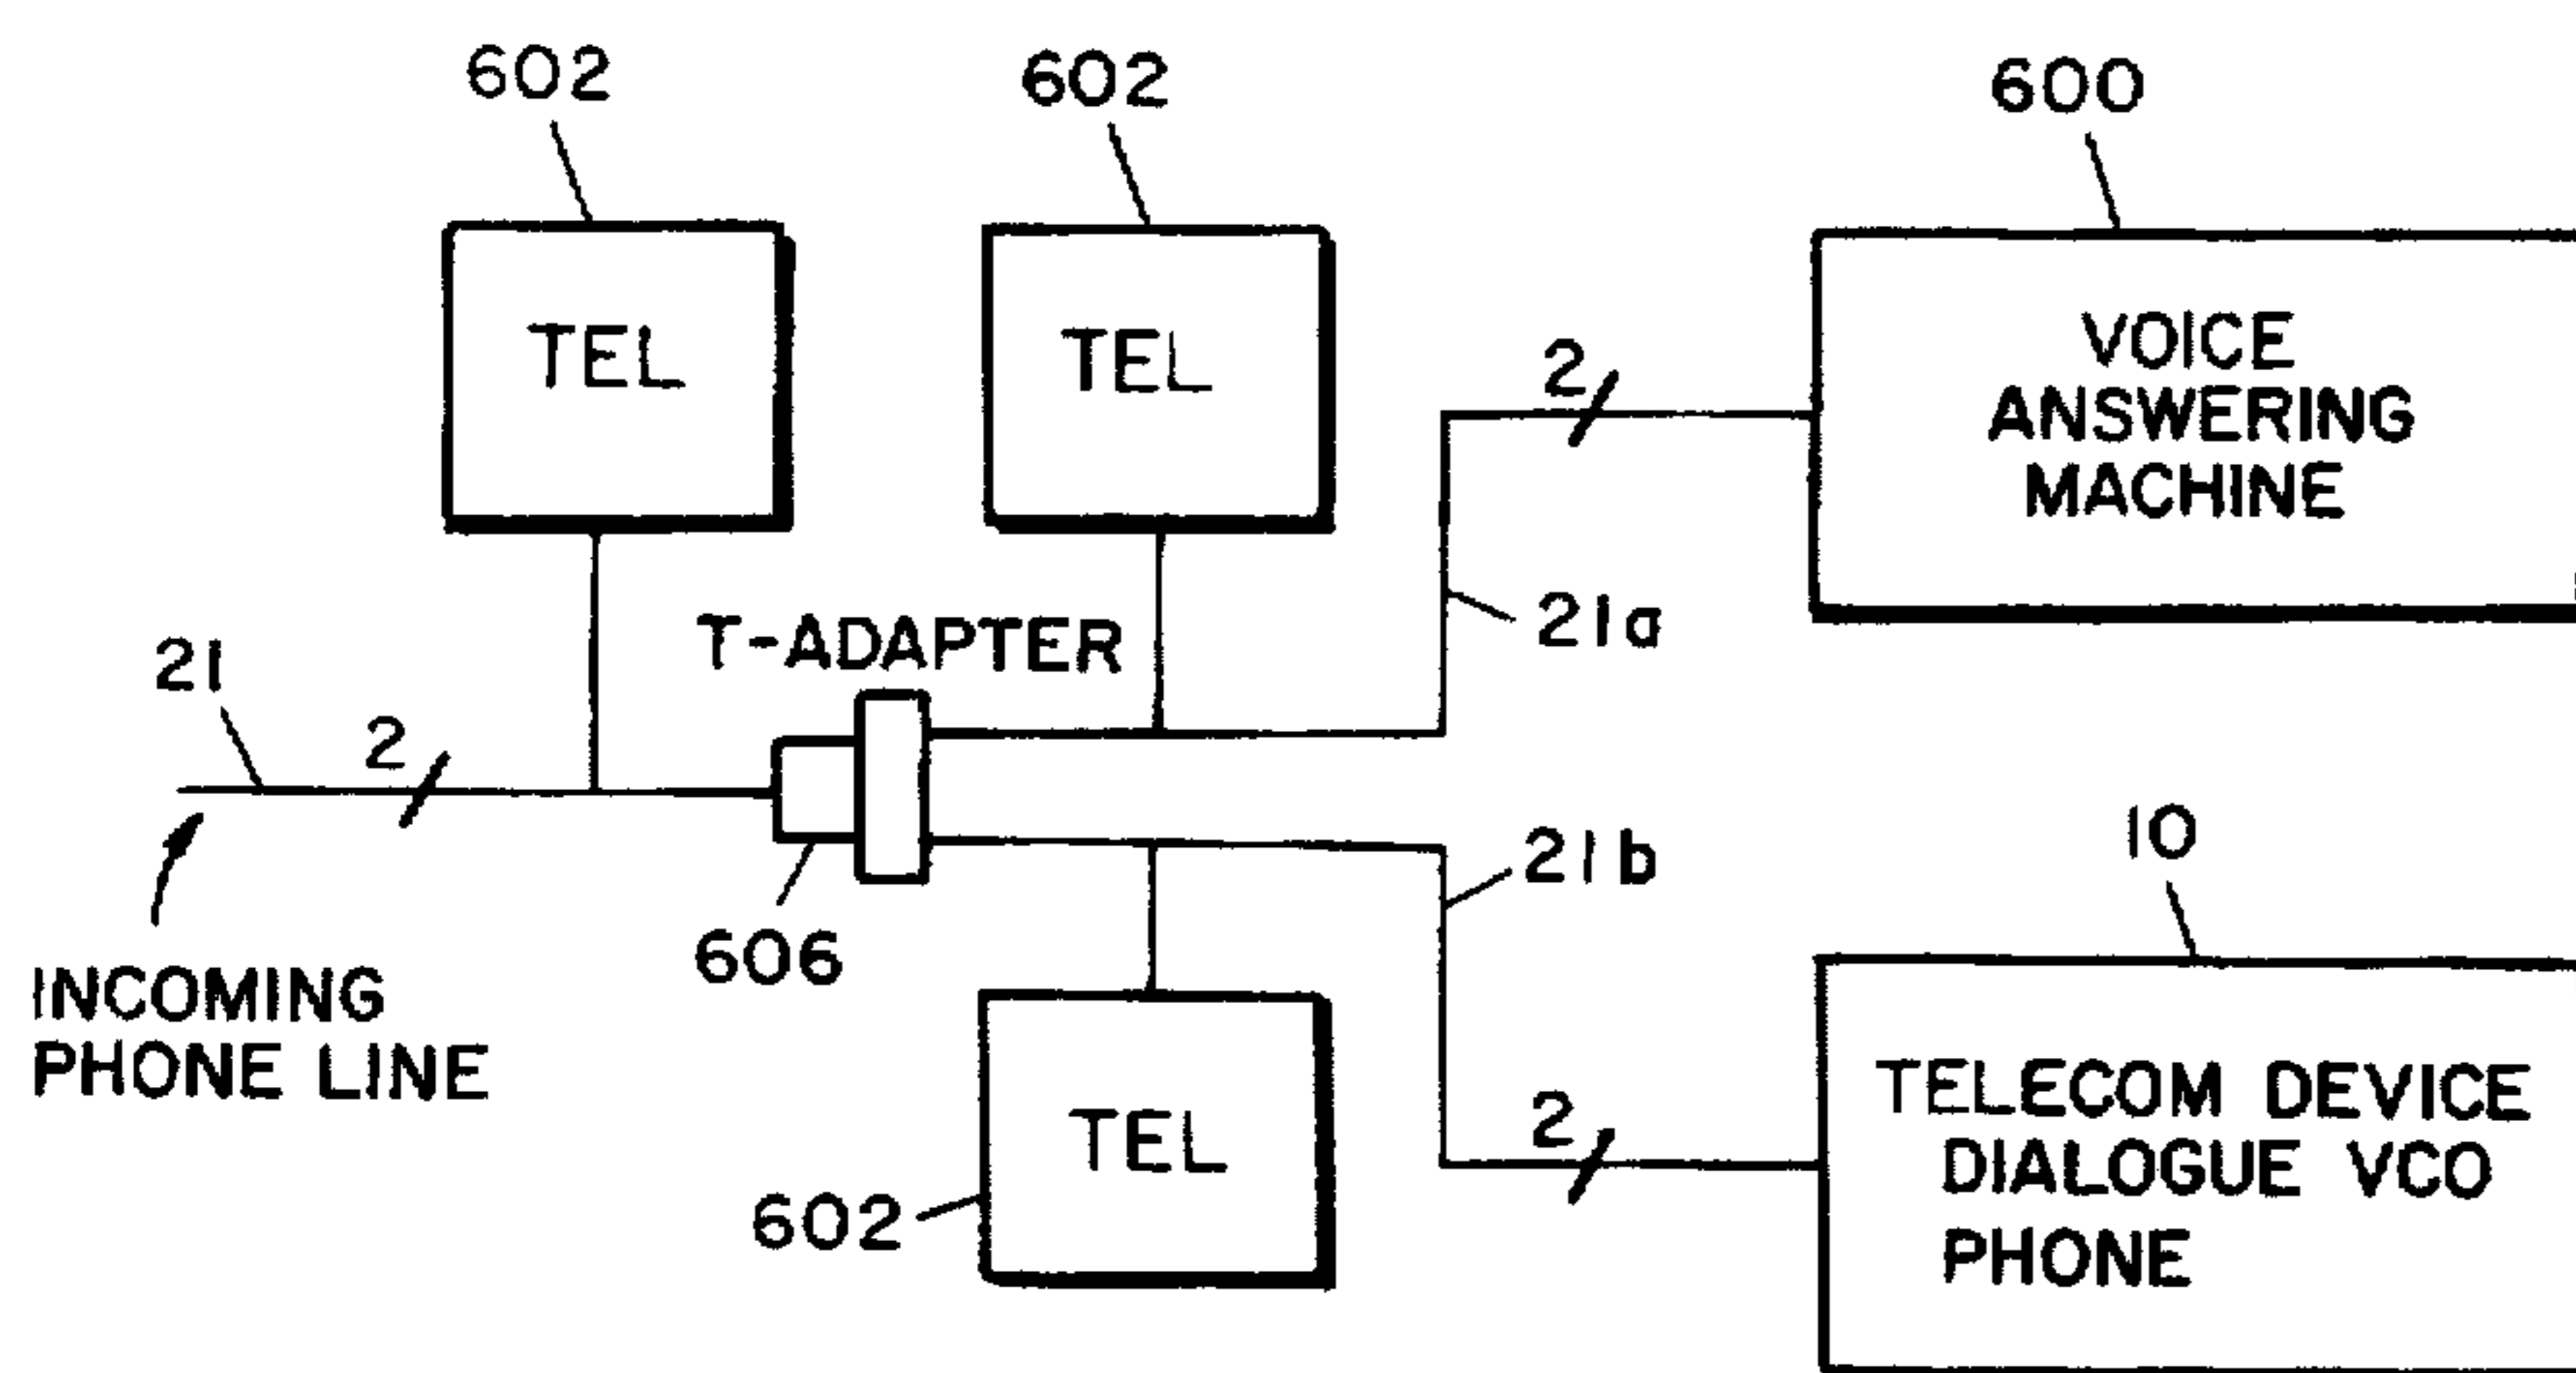 602
602
600
TEL
TEL
VOICE
ANSWERING
MACHINE
2
21a
T-ADAPTER
21
2
606
21b
10
INCOMING
PHONE LINE
TEL
602
2
TELECOM DEVICE
DIALOGUE VCO
PHONE